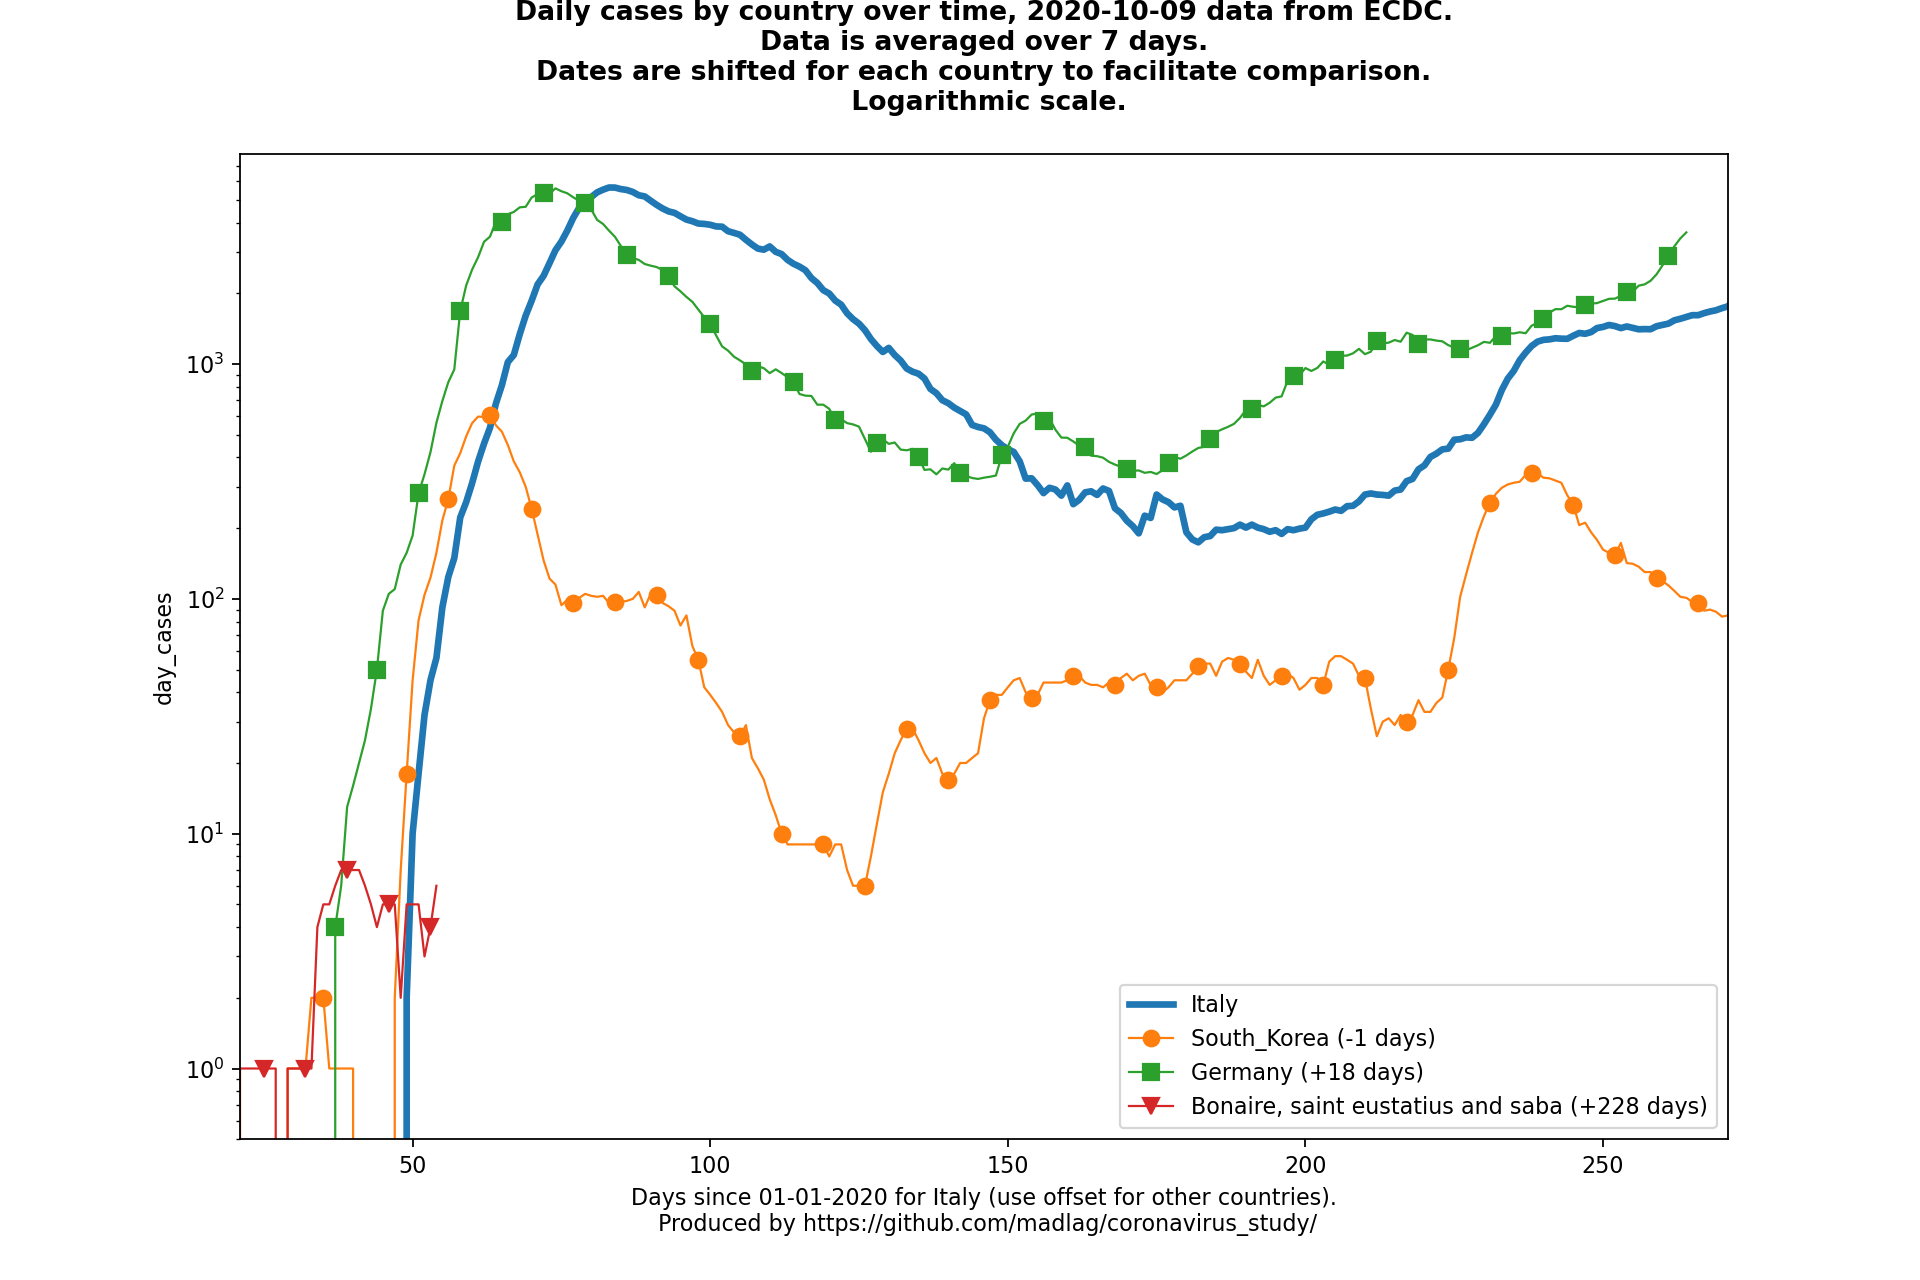 Daily cases by country over time, 2020-10-09 data from ECDC.
Data is averaged over 7 days.
Dates are shifted for each country to facilitate comparison.
Logarithmic scale.
10³
10²
10¹
10⁰
day_cases
Italy
South_Korea (-1 days)
Germany (+18 days)
Bonaire, saint eustatius and saba (+228 days)
50 100 150 200 250
Days since 01-01-2020 for Italy (use offset for other countries).
Produced by https://github.com/madlag/coronavirus_study/